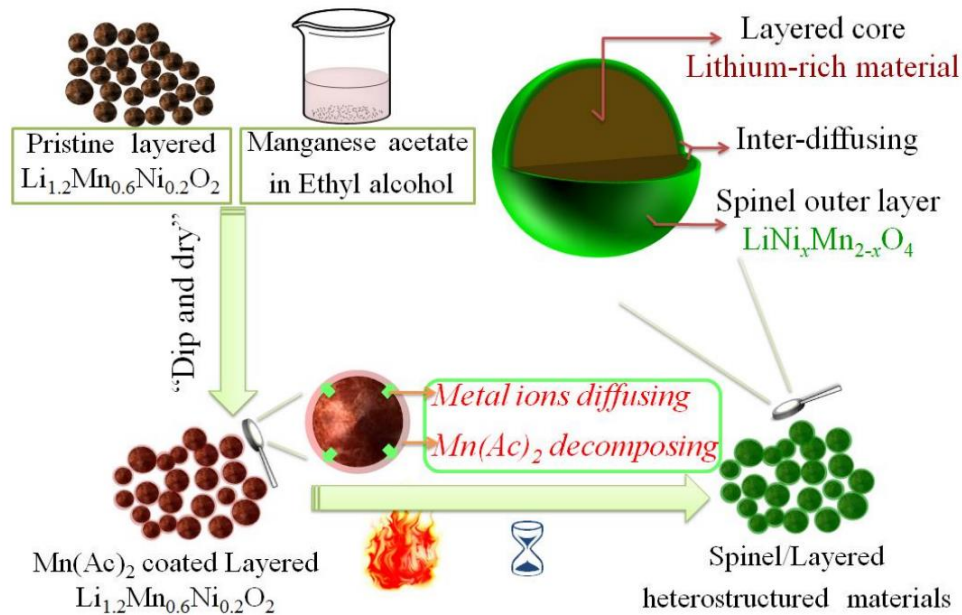 Pristine layered
Li₁.₂Mn₀.₆Ni₀.₂O₂
Manganese acetate
in Ethyl alcohol
Layered core
Lithium-rich material
Inter-diffusing
Spinel outer layer
LiNiₓMn₂₋ₓO₄
“Dip and dry”
Metal ions diffusing
Mn(Ac)₂ decomposing
Mn(Ac)₂ coated Layered
Li₁.₂Mn₀.₆Ni₀.₂O₂
Spinel/Layered
heterostructured materials